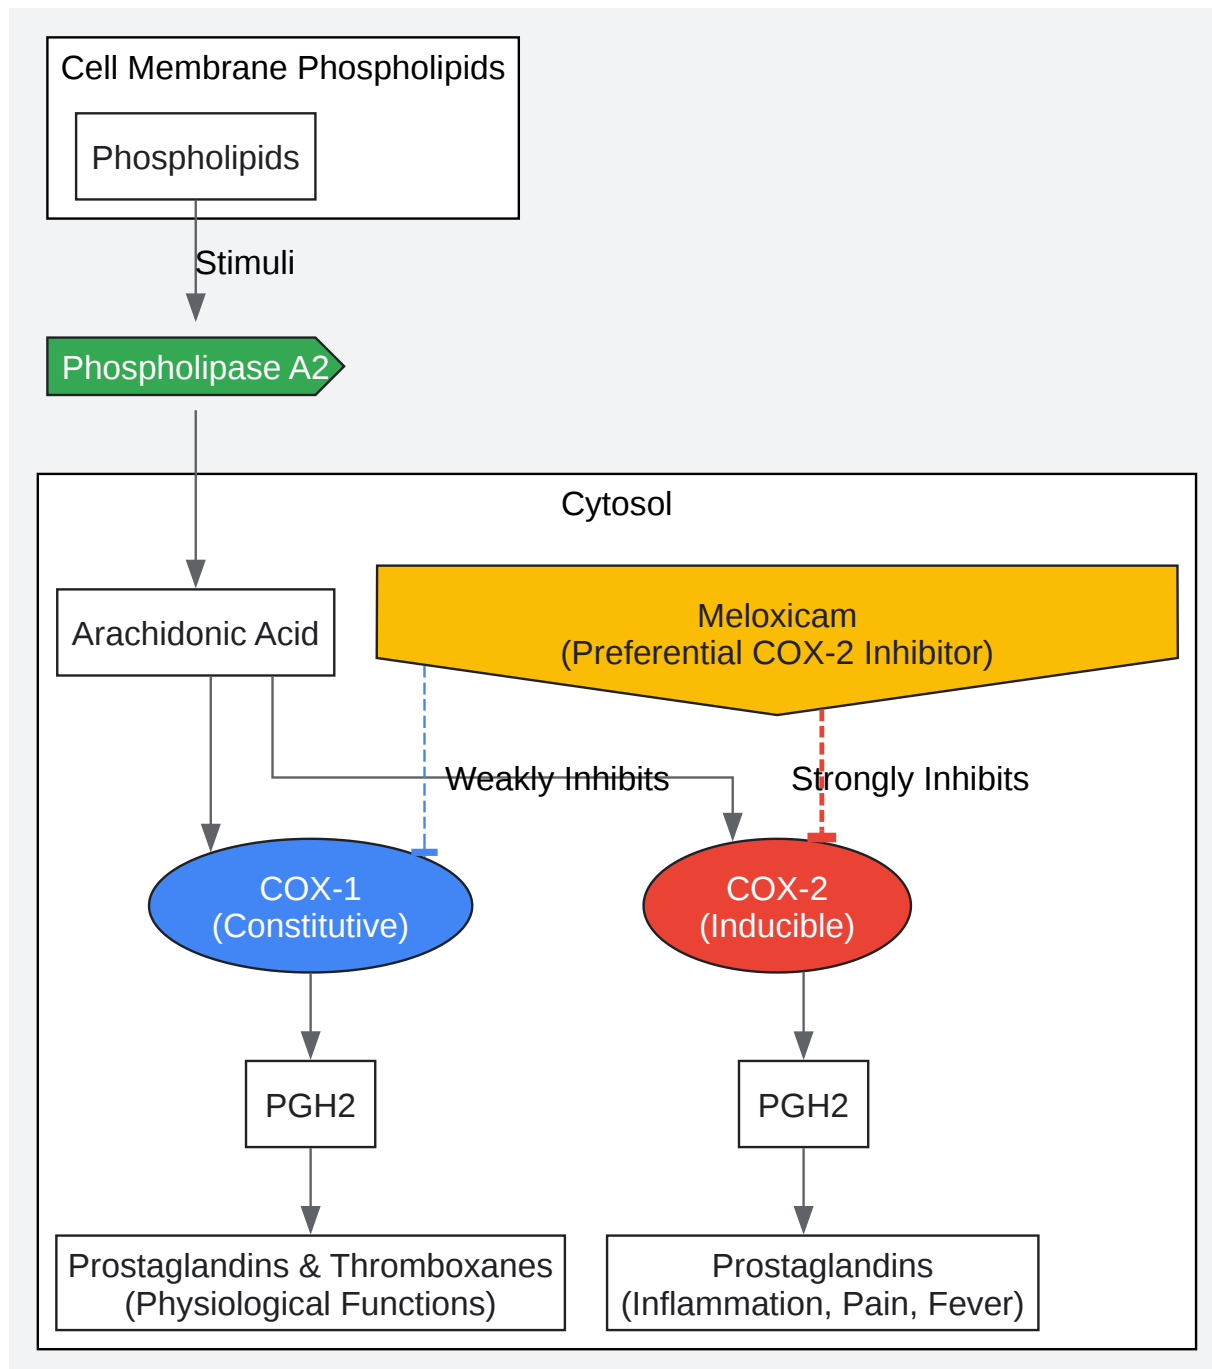 Cell Membrane Phospholipids
Phospholipids
Stimuli
Phospholipase A2
Cytosol
Arachidonic Acid
Meloxicam
(Preferential COX-2 Inhibitor)
Weakly Inhibits
Strongly Inhibits
COX-1
(Constitutive)
COX-2
(Inducible)
PGH2
PGH2
Prostaglandins & Thromboxanes
(Physiological Functions)
Prostaglandins
(Inflammation, Pain, Fever)